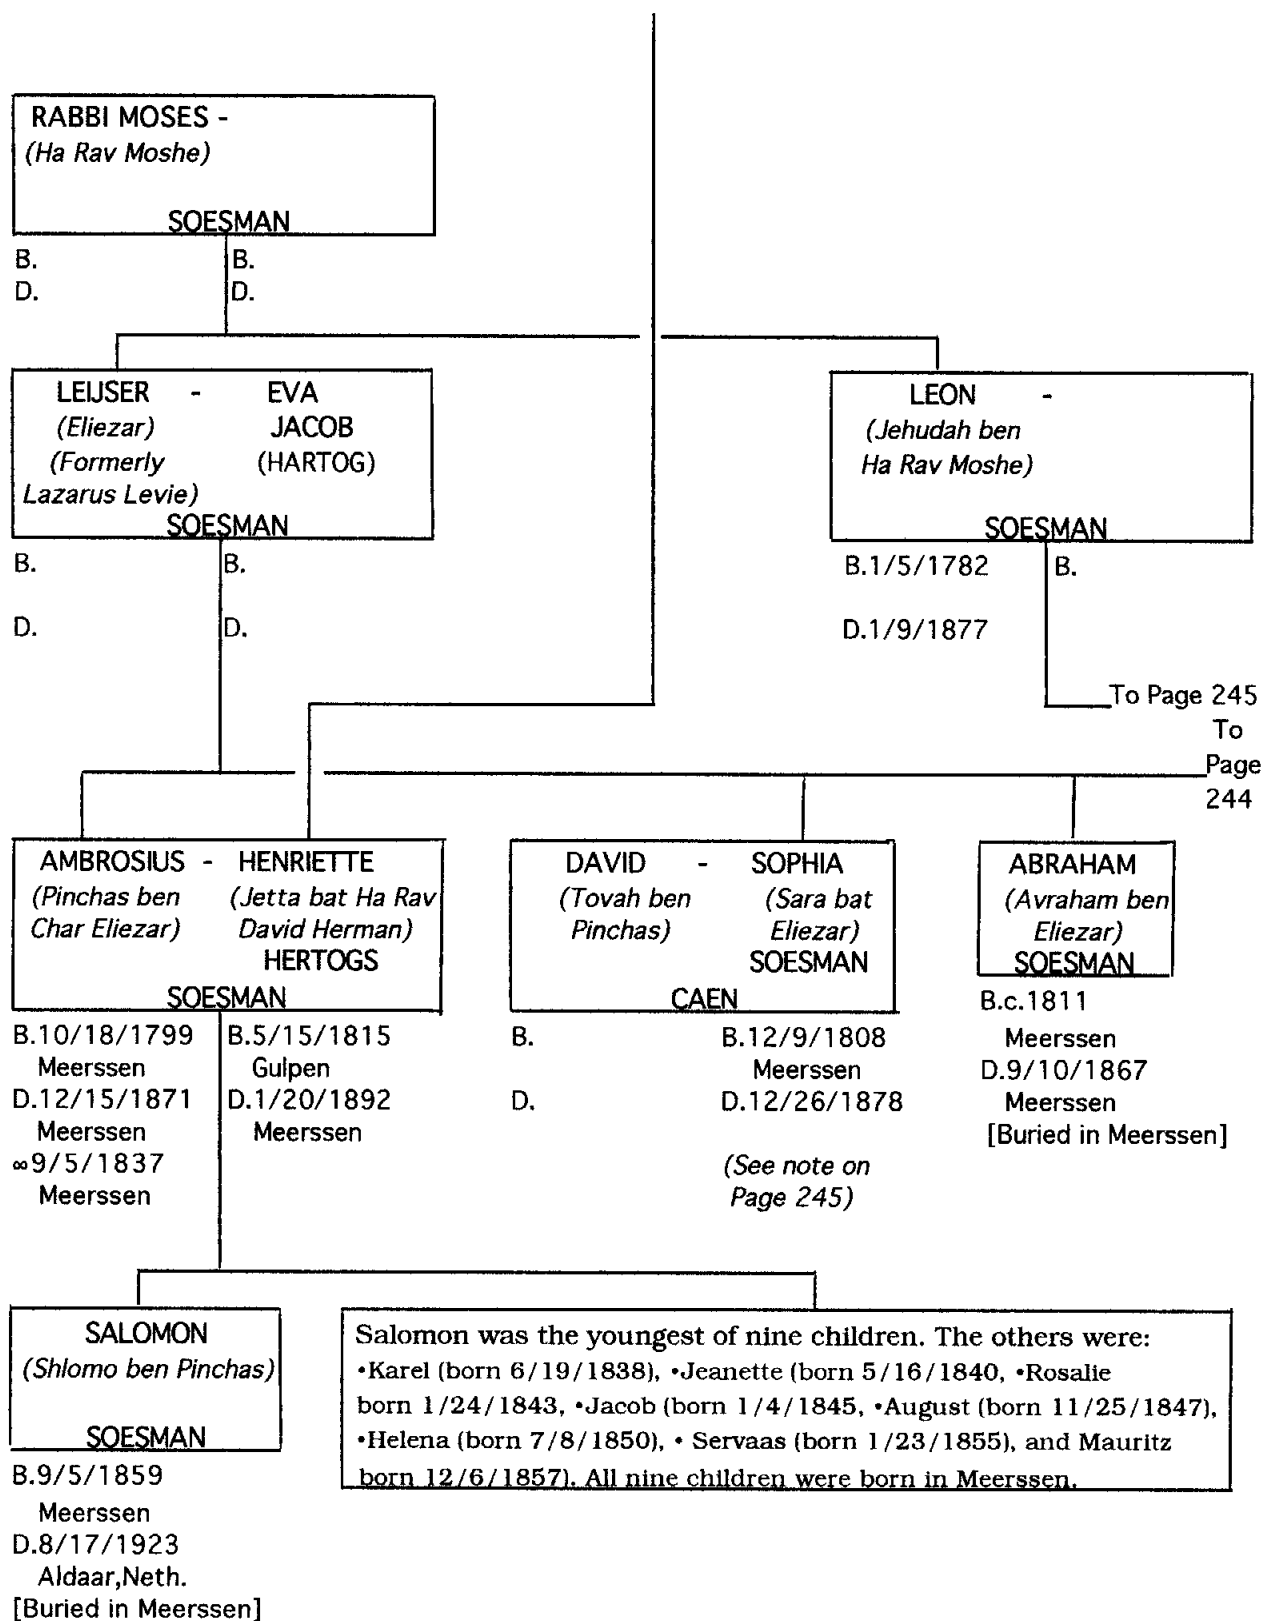 RABBI MOSES -
(Ha Rav Moshe)
SOESMAN
B. B.
D. D.
LEIJSER - EVA
(Eliezar) JACOB
(Formerly (HARTOG)
Lazarus Levie)
SOESMAN
B. B.
D. D.
LEON -
(Jehudah ben
Ha Rav Moshe)
SOESMAN
B.1/5/1782 B.
D.1/9/1877
To Page 245
To
Page
244
AMBROSIUS - HENRIETTE
(Pinchas ben (Jetta bat Ha Rav
Char Eliezar) David Herman)
HERTOGS
SOESMAN
B.10/18/1799 B.5/15/1815
Meerssen Gulpen
D.12/15/1871 D.1/20/1892
Meerssen Meerssen
∞9/5/1837
Meerssen
DAVID - SOPHIA
(Tovah ben (Sara bat
Pinchas) Eliezar)
SOESMAN
CAEN
B. B.12/9/1808
Meerssen
D. D.12/26/1878
(See note on
Page 245)
ABRAHAM
(Avraham ben
Eliezar)
SOESMAN
B.c.1811
Meerssen
D.9/10/1867
Meerssen
[Buried in Meerssen]
SALOMON
(Shlomo ben Pinchas)
SOESMAN
B.9/5/1859
Meerssen
D.8/17/1923
Aldaar,Neth.
[Buried in Meerssen]
Salomon was the youngest of nine children. The others were:
•Karel (born 6/19/1838), •Jeanette (born 5/16/1840, •Rosalie
born 1/24/1843, •Jacob (born 1/4/1845, •August (born 11/25/1847),
•Helena (born 7/8/1850), • Servaas (born 1/23/1855), and Mauritz
born 12/6/1857). All nine children were born in Meerssen.